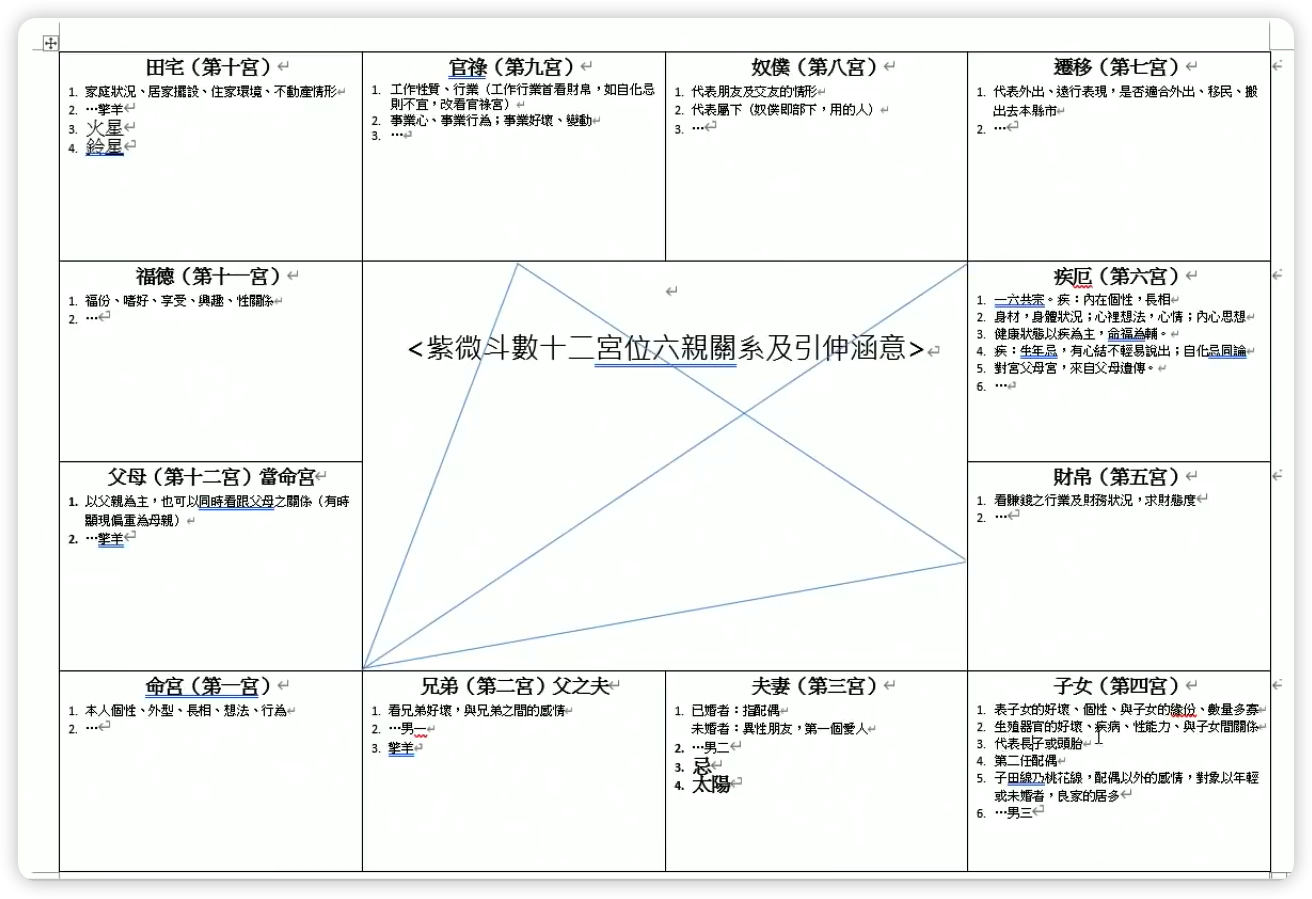 田宅（第十宮）
1. 家庭狀況、居家擺設、住家環境、不動產情形
2. …擎羊
3. 火星
4. 鈴星
官祿（第九宮）
1. 工作性質、行業（工作行業首看財帛，如自化忌
則不宜，改看官祿宮）
2. 事業心、事業行為；事業好壞、變動
3. …
奴僕（第八宮）
1. 代表朋友及交友的情形
2. 代表屬下（奴僕即部下，用的人）
3. …
遷移（第七宮）
1. 代表外出、遠行表現，是否適合外出、移民、搬
出去本縣市
2. …
福德（第十一宮）
1. 福份、嗜好、享受、興趣、性關係
2. …
<紫微斗數十二宮位六親關系及引伸涵意>
疾厄（第六宮）
1. 一六共宗。疾：內在個性，長相
2. 身材，身體狀況；心裡想法，心情；內心思想
3. 健康狀態以疾為主，命福為輔。
4. 疾：生年忌，有心結不輕易說出；自化忌同論
5. 對宮父母宮，來自父母遺傳。
6. …
父母（第十二宮）當命宮
1. 以父親為主，也可以同時看跟父母之關係（有時
顯現偏重為母親）
2. …擎羊
財帛（第五宮）
1. 看賺錢之行業及財務狀況，求財態度
2. …
命宮（第一宮）
1. 本人個性、外型、長相、想法、行為
2. …
兄弟（第二宮）父之夫
1. 看兄弟好壞，與兄弟之間的感情
2. …男一
3. 擎羊
夫妻（第三宮）
1. 已婚者：指配偶
未婚者：異性朋友，第一個愛人
2. …男二
3. 忌
4. 太陽
子女（第四宮）
1. 表子女的好壞、個性、與子女的緣份、數量多寡
2. 生殖器官的好壞、疾病、性能力、與子女間關係
3. 代表長子或頭胎
4. 第二任配偶
5. 子田線乃桃花線，配偶以外的感情，對象以年輕
或未婚者，良家的居多
6. …男三